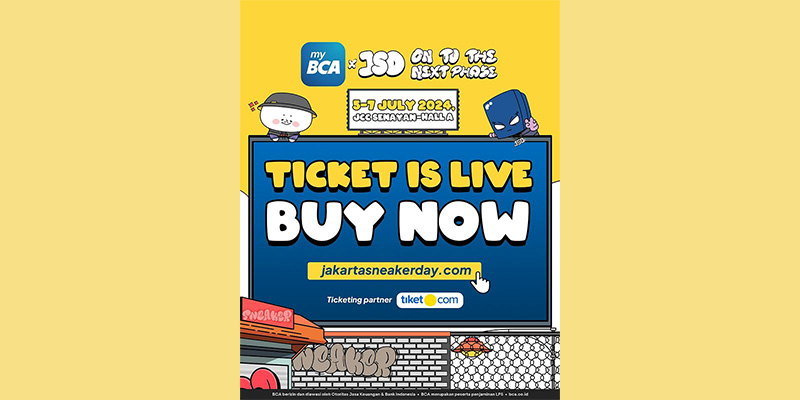 my
BCA
x JSD ON TO THE
NEXT PHASE
5-7 JULY 2024,
JCC SENAYAN-HALL A
JSD
TICKET IS LIVE
BUY NOW
jakartasneakerday.com
Ticketing partner tiket.com
SNEAKER
SNEAKER
BCA berizin dan diawasi oleh Otoritas Jasa Keuangan & Bank Indonesia • BCA merupakan peserta penjaminan LPS • bca.co.id